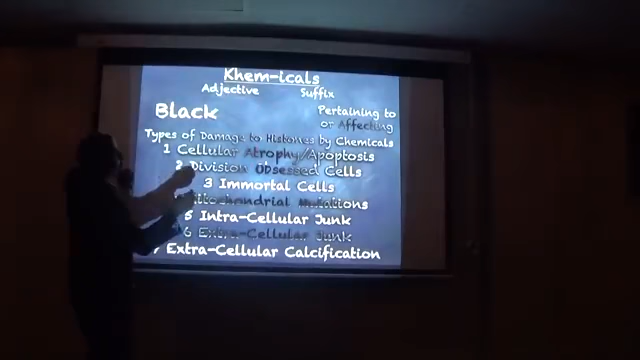 Khem-icals
Adjective Suffix
Black Pertaining to
or Affecting
Types of Damage to Histones by Chemicals
1 Cellular Atrophy/Apoptosis
2 Division Obsessed Cells
3 Immortal Cells
Mitochondrial Mutations
5 Intra-Cellular Junk
6 Extra-Cellular Junk
7 Extra-Cellular Calcification